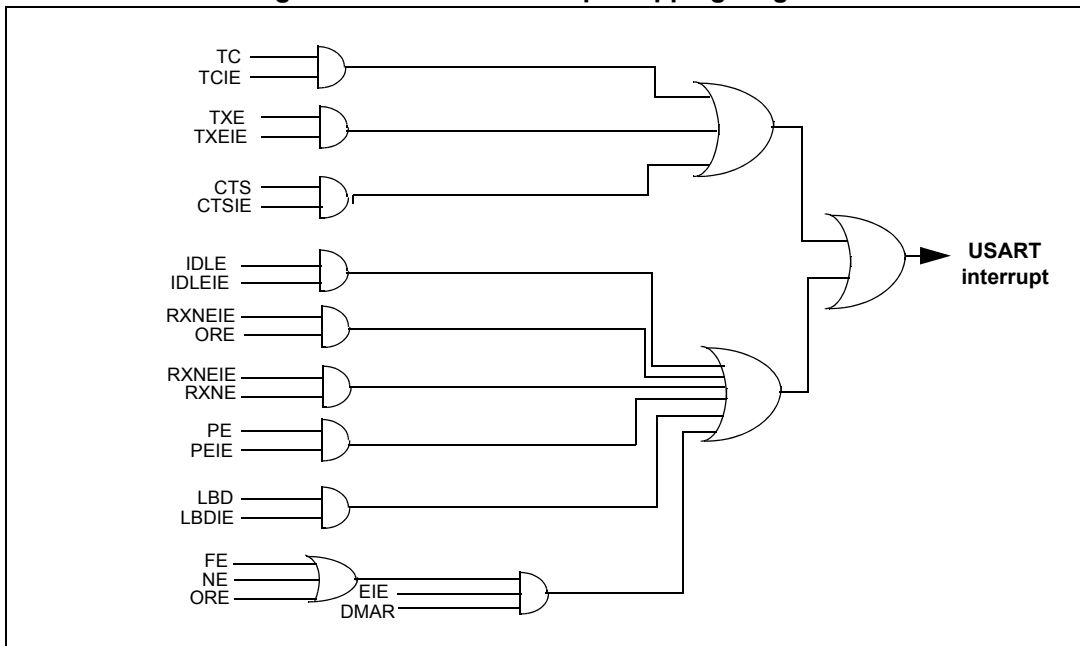 TC
TCIE
TXE
TXEIE
CTS
CTSIE
IDLE
IDLEIE
RXNEIE
ORE
RXNEIE
RXNE
PE
PEIE
LBD
LBDIE
FE
NE
ORE
EIE
DMAR
USART
interrupt